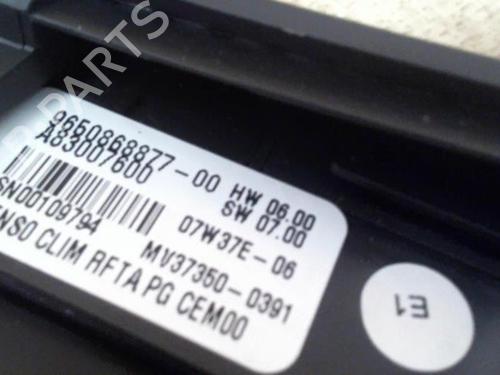 9650868877-00
A83007600
HW 06.00
SW 07.00
SN00109794
07W37E-06
MV37350-0391
NSO CLIM RFTA PG CEM00
E1
PARTS